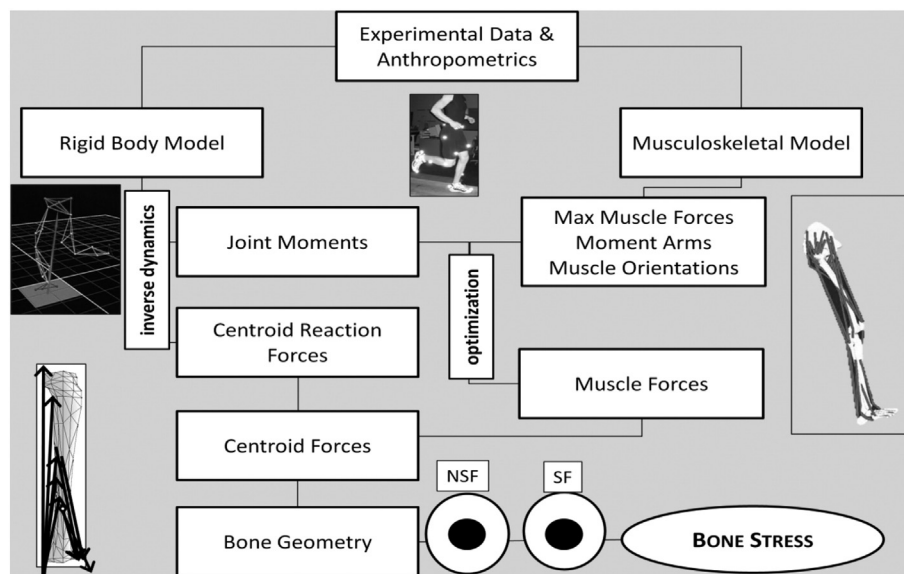 Experimental Data &
Anthropometrics
Rigid Body Model
Musculoskeletal Model
inverse dynamics
Joint Moments
Max Muscle Forces
Moment Arms
Muscle Orientations
optimization
Centroid Reaction
Forces
Muscle Forces
Centroid Forces
NSF
SF
Bone Geometry
BONE STRESS